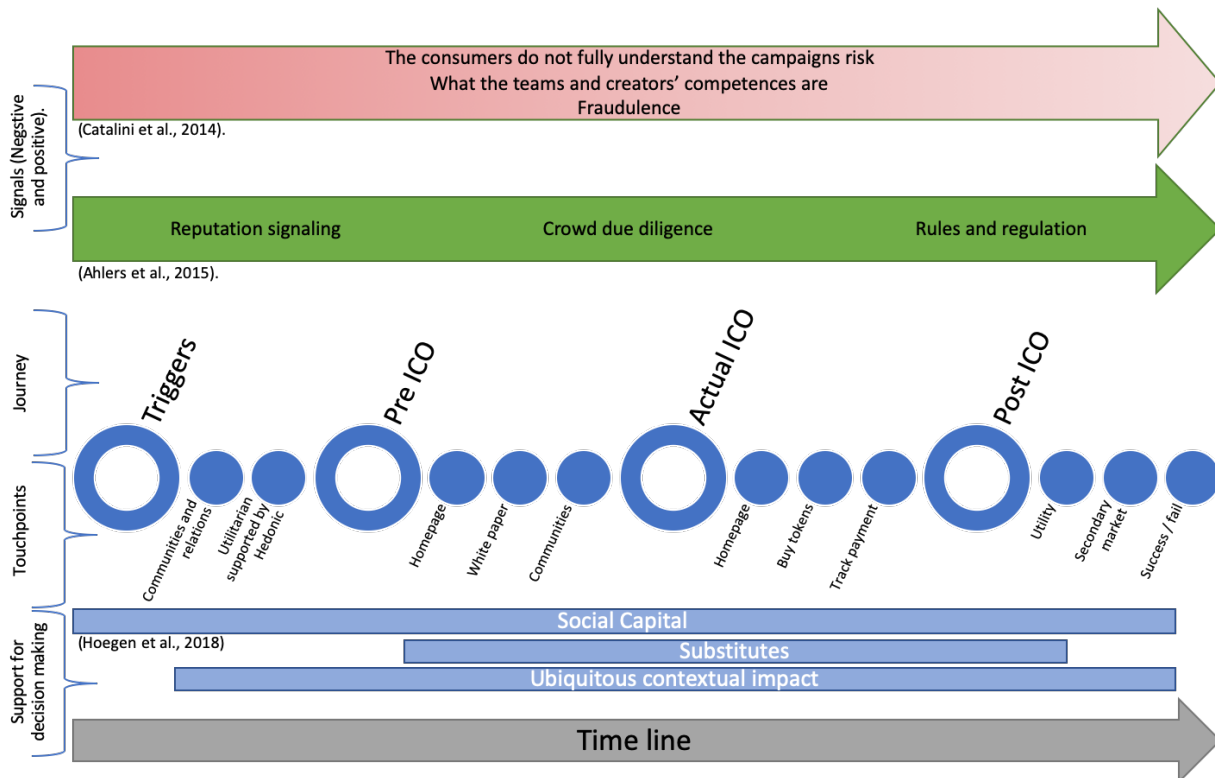 The consumers do not fully understand the campaigns risk
What the teams and creators' competences are
Fraudulence
(Catalini et al., 2014).
Signals (Negstive
and positive).
Reputation signaling
Crowd due diligence
Rules and regulation
(Ahlers et al., 2015).
Journey
Triggers
Pre ICO
Actual ICO
Post ICO
Touchpoints
Communities and
relations
Utilitarian
supported by
Hedonic
Homepage
White paper
Communities
Homepage
Buy tokens
Track payment
Utility
Secondary
market
Success / fail
Support for
decision making
Social Capital
(Hoegen et al., 2018)
Substitutes
Ubiquitous contextual impact
Time line